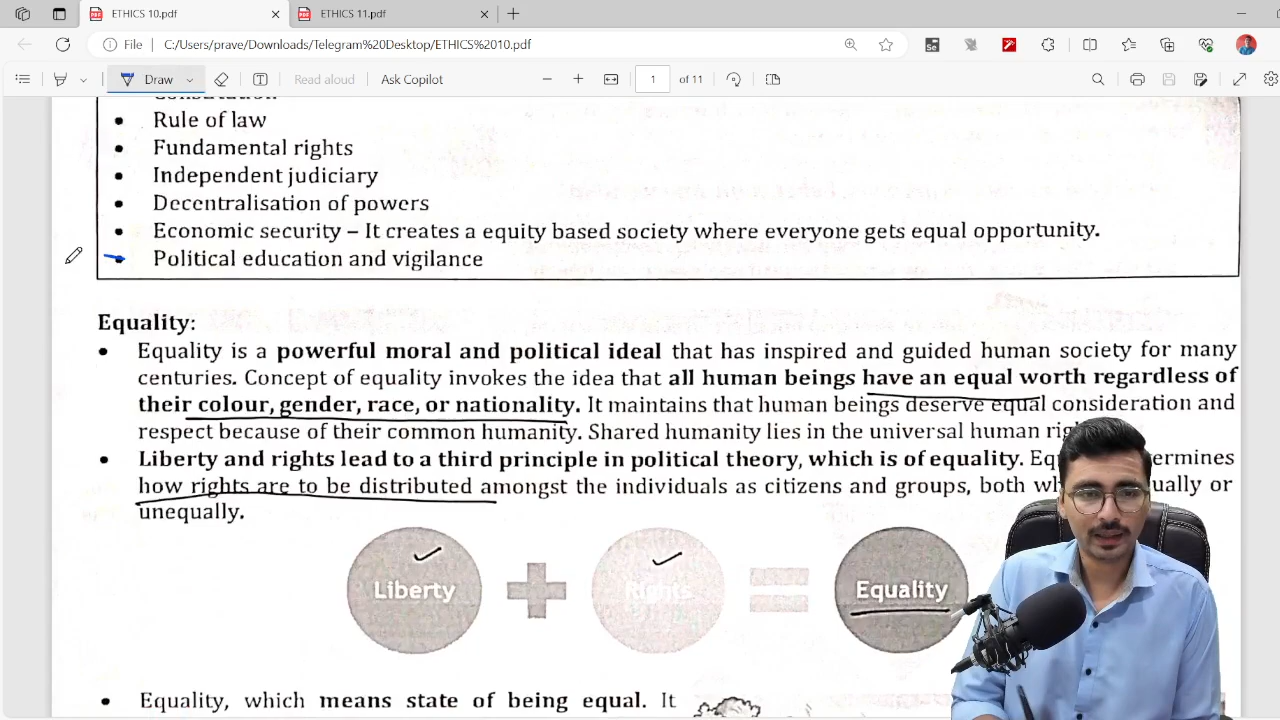 ETHICS 10.pdf
ETHICS 11.pdf
File C:/Users/prave/Downloads/Telegram%20Desktop/ETHICS%2010.pdf
Draw
Read aloud
Ask Copilot
1 of 11
Constitution
• Rule of law
• Fundamental rights
• Independent judiciary
• Decentralisation of powers
• Economic security – It creates a equity based society where everyone gets equal opportunity.
• Political education and vigilance
Equality:
• Equality is a powerful moral and political ideal that has inspired and guided human society for many
centuries. Concept of equality invokes the idea that all human beings have an equal worth regardless of
their colour, gender, race, or nationality. It maintains that human beings deserve equal consideration and
respect because of their common humanity. Shared humanity lies in the universal human
• Liberty and rights lead to a third principle in political theory, which is of equality.
how rights are to be distributed amongst the individuals as citizens and groups, both or
unequally.
Liberty + Rights = Equality
• Equality, which means state of being equal. It